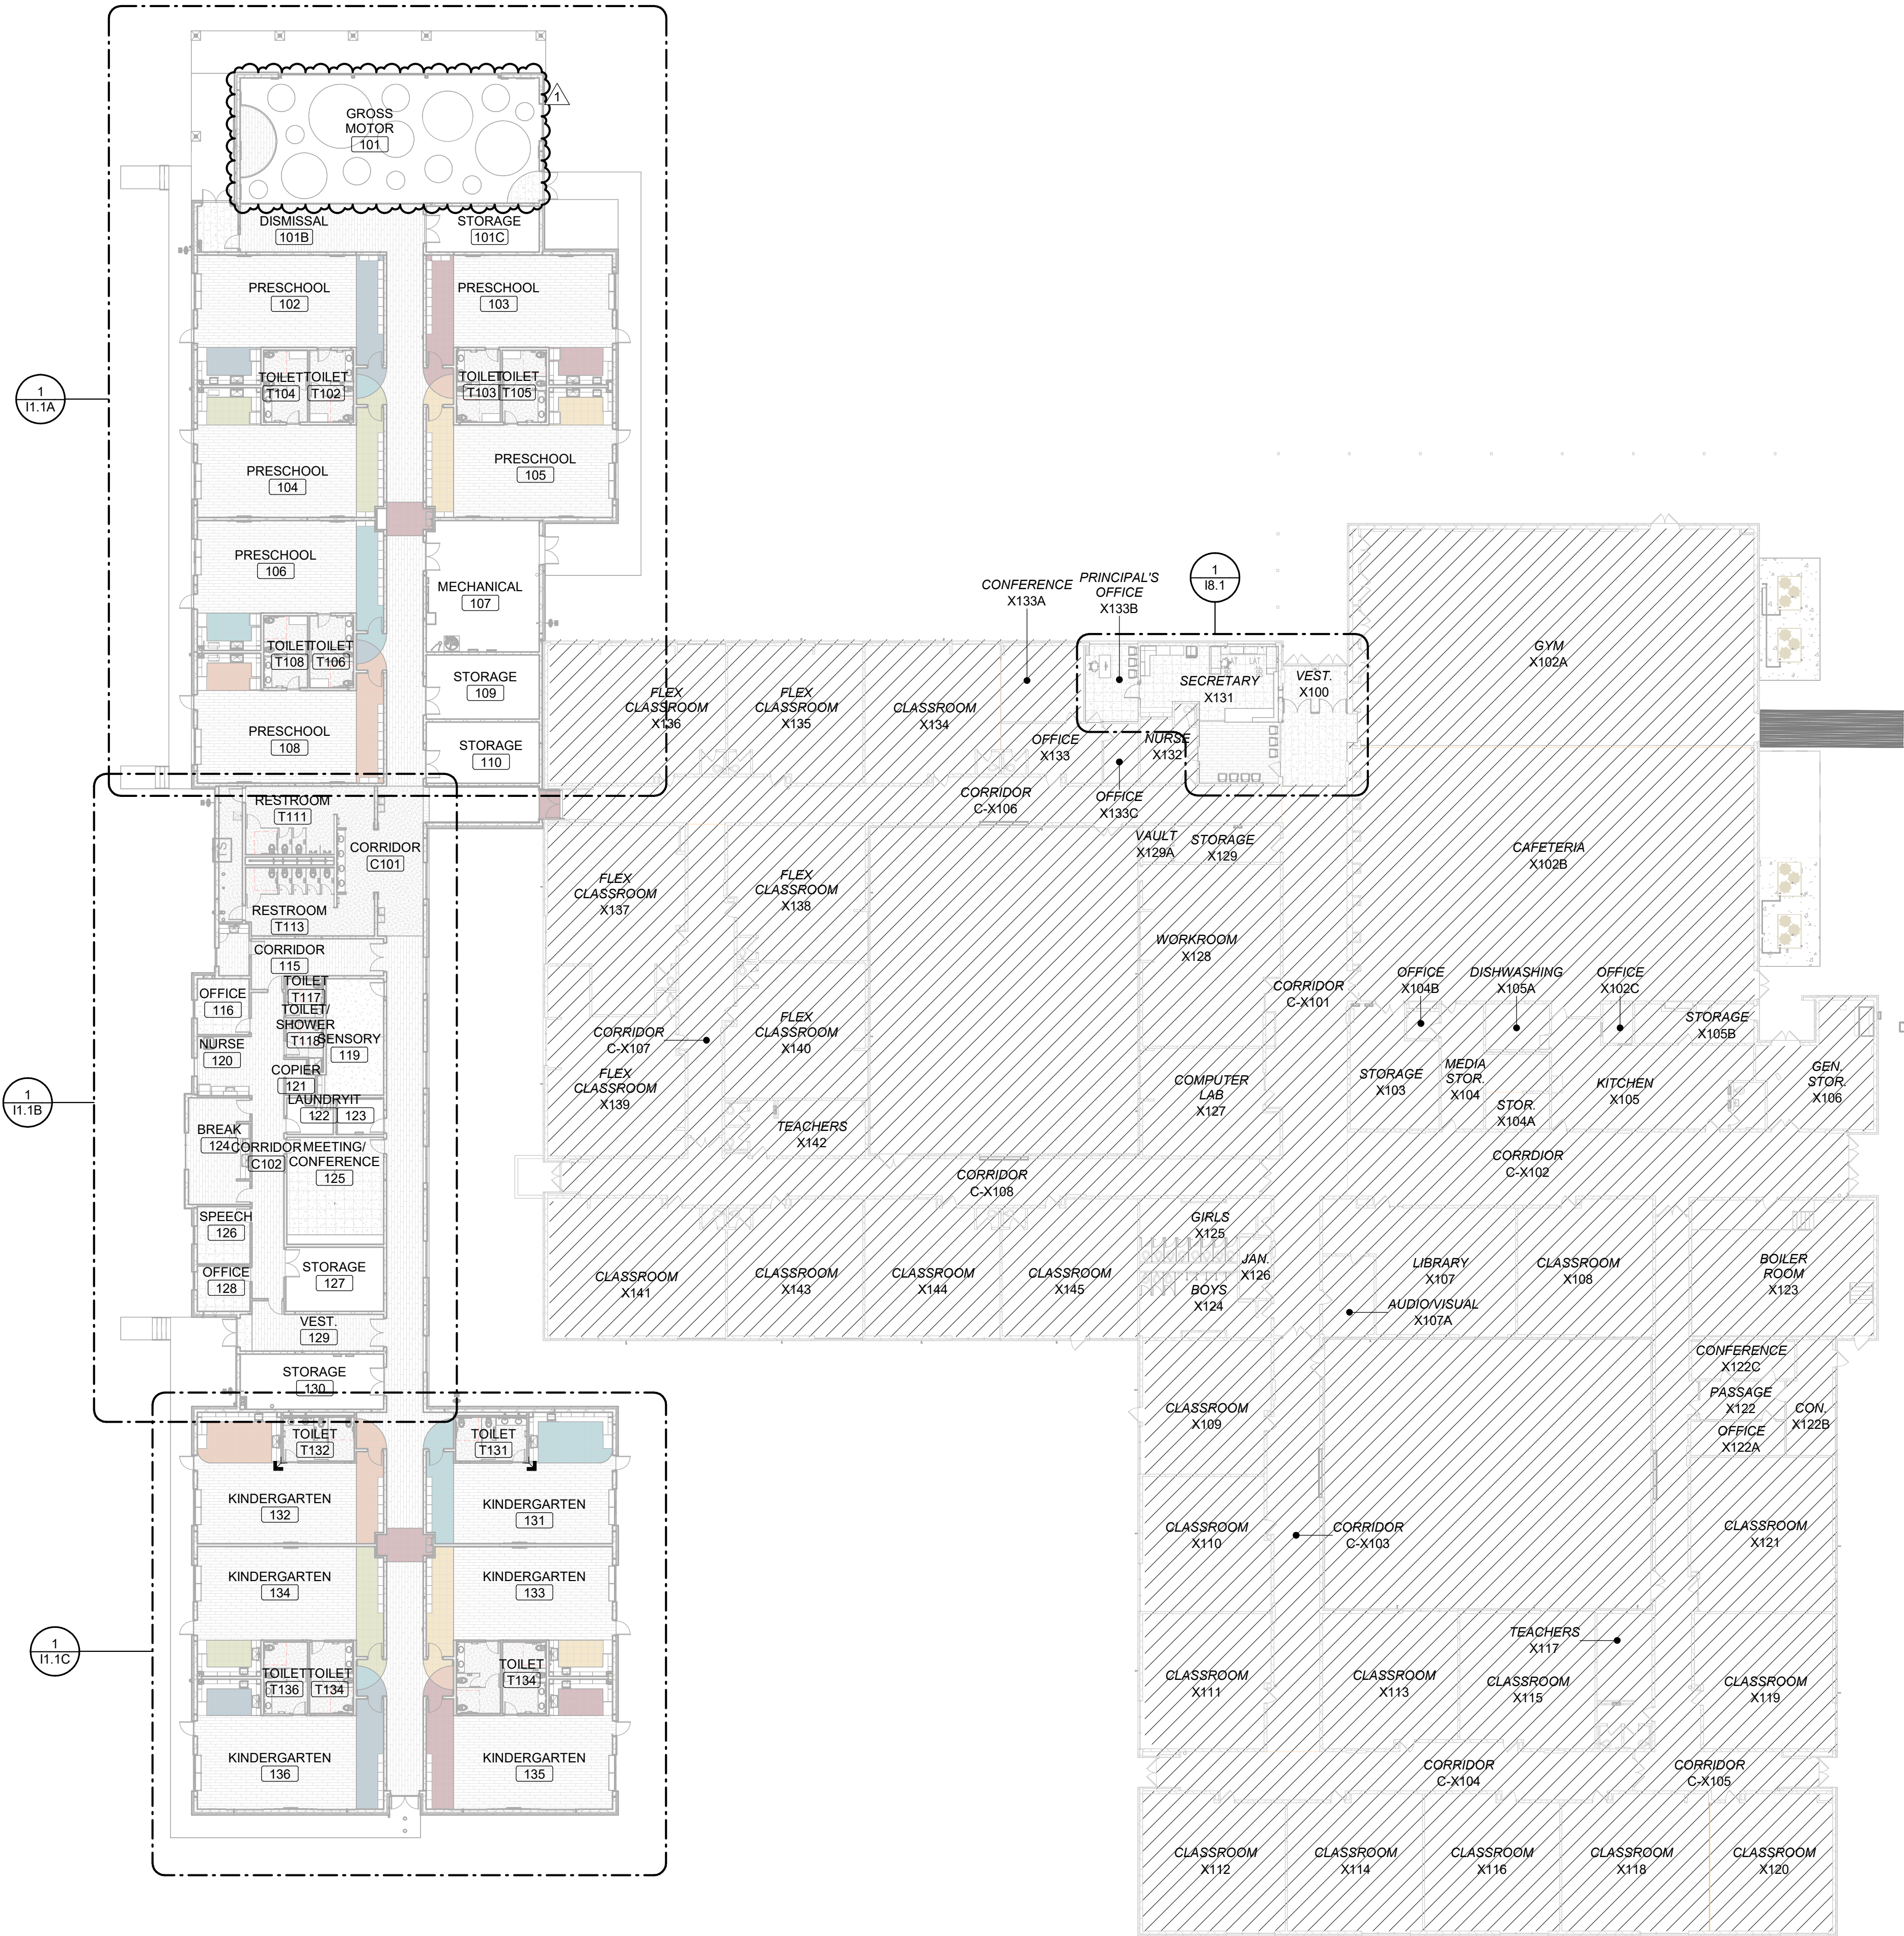 1
GROSS
MOTOR
101
DISMISSAL
101B
STORAGE
101C
PRESCHOOL
102
PRESCHOOL
103
1
I1.1A
TOILET
T104
TOILET
T102
TOILET
T103
TOILET
T105
PRESCHOOL
104
PRESCHOOL
105
PRESCHOOL
106
MECHANICAL
107
TOILET
T108
TOILET
T106
STORAGE
109
PRESCHOOL
108
STORAGE
110
RESTROOM
T111
CORRIDOR
C101
TS
RESTROOM
T113
CORRIDOR
115
TOILET
T117
OFFICE
116
TOILET/
SHOWER
T118
SENSORY
119
NURSE
120
COPIER
121
1
I1.1B
LAUNDRY
122
IT
123
BREAK
124
CORRIDOR
C102
MEETING/
CONFERENCE
125
SPEECH
126
STORAGE
127
OFFICE
128
VEST.
129
STORAGE
130
TOILET
T132
TOILET
T131
KINDERGARTEN
132
KINDERGARTEN
131
KINDERGARTEN
134
KINDERGARTEN
133
1
I1.1C
TOILET
T136
TOILET
T134
TOILET
T134
KINDERGARTEN
136
KINDERGARTEN
135
CONFERENCE
X133A
PRINCIPAL'S
OFFICE
X133B
1
I8.1
GYM
X102A
FLEX
CLASSROOM
X136
FLEX
CLASSROOM
X135
CLASSROOM
X134
LAT
LAT
SECRETARY
X131
VEST.
X100
OFFICE
X133
NURSE
X132
CORRIDOR
C-X106
OFFICE
X133C
VAULT
X129A
STORAGE
X129
CAFETERIA
X102B
FLEX
CLASSROOM
X137
FLEX
CLASSROOM
X138
WORKROOM
X128
CORRIDOR
C-X101
OFFICE
X104B
DISHWASHING
X105A
OFFICE
X102C
STORAGE
X105B
CORRIDOR
C-X107
FLEX
CLASSROOM
X140
FLEX
CLASSROOM
X139
COMPUTER
LAB
X127
STORAGE
X103
MEDIA
STOR.
X104
STOR.
X104A
KITCHEN
X105
GEN.
STOR.
X106
TEACHERS
X142
CORRIDOR
C-X108
CORRDIOR
C-X102
GIRLS
X125
JAN.
X126
BOYS
X124
CLASSROOM
X141
CLASSROOM
X143
CLASSROOM
X144
CLASSROOM
X145
LIBRARY
X107
CLASSROOM
X108
AUDIO/VISUAL
X107A
BOILER
ROOM
X123
CONFERENCE
X122C
PASSAGE
X122
CON.
X122B
OFFICE
X122A
CLASSROOM
X109
CLASSROOM
X110
CORRIDOR
C-X103
CLASSROOM
X121
TEACHERS
X117
CLASSROOM
X111
CLASSROOM
X113
CLASSROOM
X115
CLASSROOM
X119
CORRIDOR
C-X104
CORRIDOR
C-X105
CLASSROOM
X112
CLASSROOM
X114
CLASSROOM
X116
CLASSROOM
X118
CLASSROOM
X120